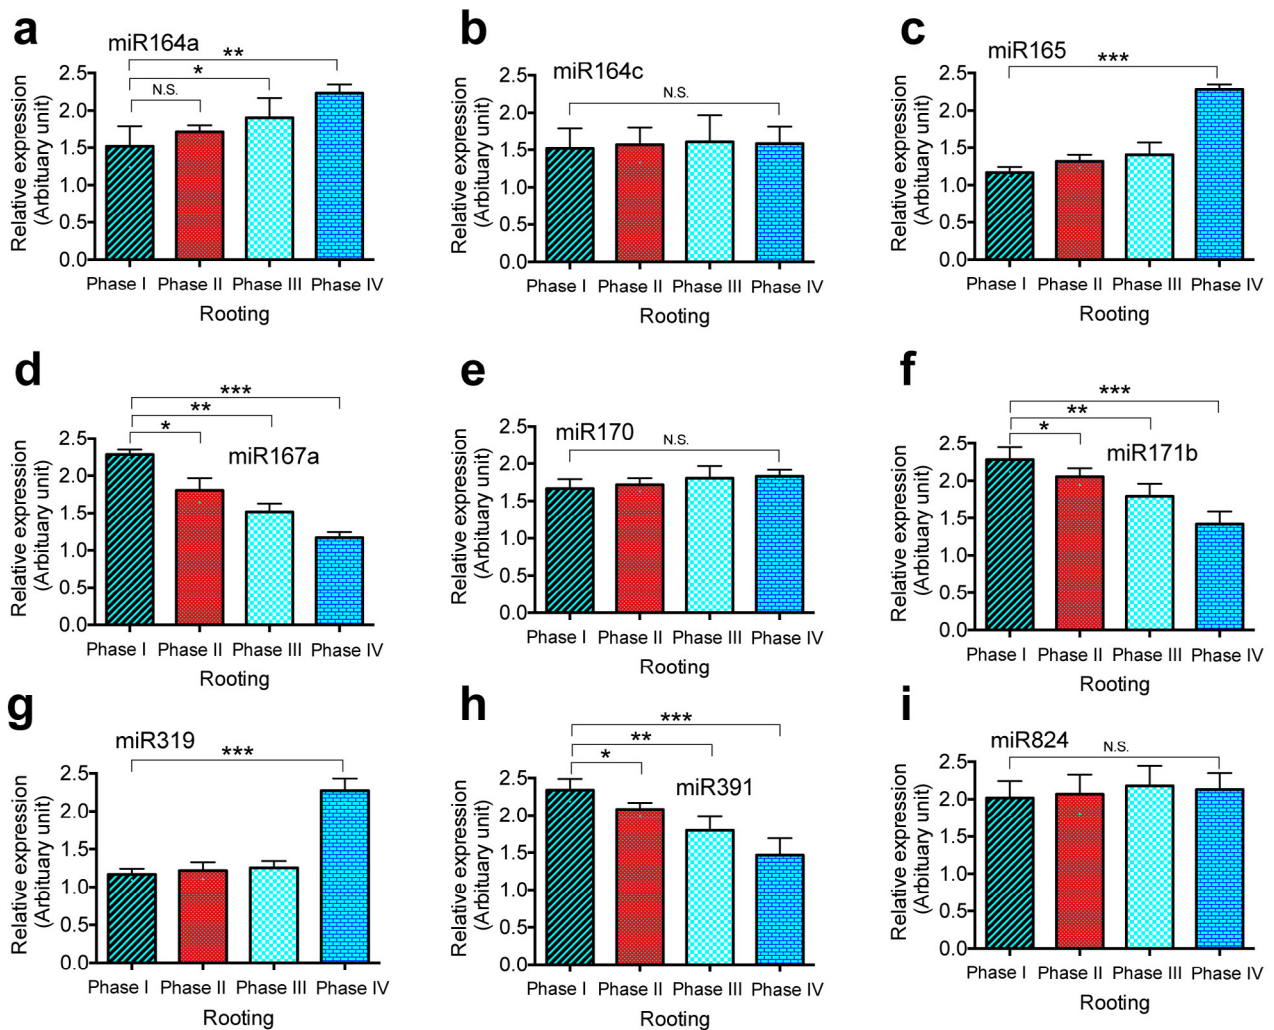 a
miR164a
**
*
N.S.
Relative expression
(Arbituary unit)
2.5
2.0
1.5
1.0
0.5
0.0
Phase I Phase II Phase III Phase IV
Rooting
b
miR164c
N.S.
Relative expression
(Arbituary unit)
2.5
2.0
1.5
1.0
0.5
0.0
Phase I Phase II Phase III Phase IV
Rooting
c
miR165
***
Relative expression
(Arbituary unit)
2.5
2.0
1.5
1.0
0.5
0.0
Phase I Phase II Phase III Phase IV
Rooting
d
***
**
*
miR167a
Relative expression
(Arbituary unit)
2.5
2.0
1.5
1.0
0.5
0.0
Phase I Phase II Phase III Phase IV
Rooting
e
miR170
N.S.
Relative expression
(Arbituary unit)
2.5
2.0
1.5
1.0
0.5
0.0
Phase I Phase II Phase III Phase IV
Rooting
f
***
**
*
miR171b
Relative expression
(Arbituary unit)
2.5
2.0
1.5
1.0
0.5
0.0
Phase I Phase II Phase III Phase IV
Rooting
g
miR319
***
Relative expression
(Arbituary unit)
2.5
2.0
1.5
1.0
0.5
0.0
Phase I Phase II Phase III Phase IV
Rooting
h
***
**
*
miR391
Relative expression
(Arbituary unit)
2.5
2.0
1.5
1.0
0.5
0.0
Phase I Phase II Phase III Phase IV
Rooting
i
miR824
N.S.
Relative expression
(Arbituary unit)
2.5
2.0
1.5
1.0
0.5
0.0
Phase I Phase II Phase III Phase IV
Rooting